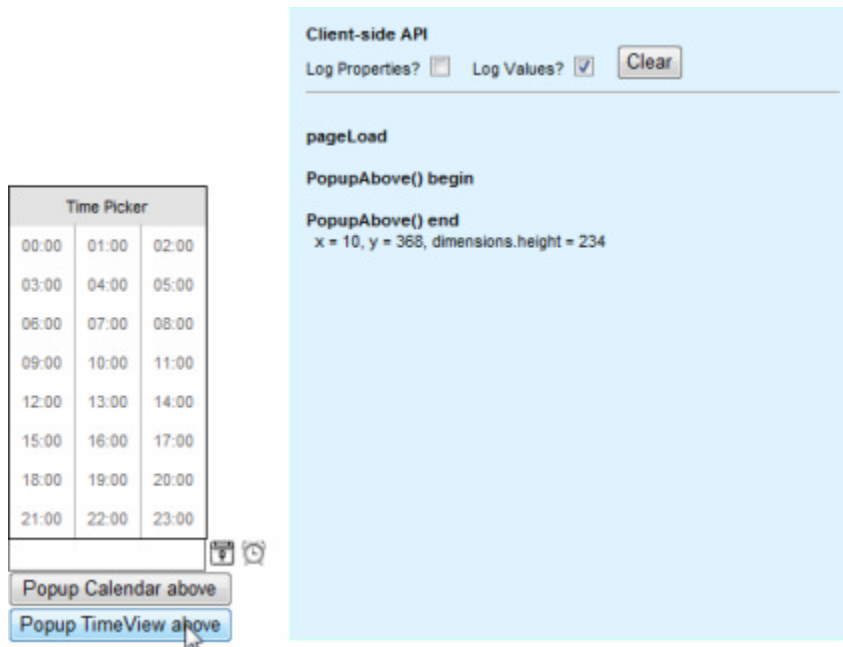 Client-side API
Log Properties? Log Values? Clear
pageLoad
PopupAbove() begin
PopupAbove() end
x = 10, y = 368, dimensions.height = 234
Time Picker
00:00 01:00 02:00
03:00 04:00 05:00
06:00 07:00 08:00
09:00 10:00 11:00
12:00 13:00 14:00
15:00 16:00 17:00
18:00 19:00 20:00
21:00 22:00 23:00
Popup Calendar above
Popup TimeView above